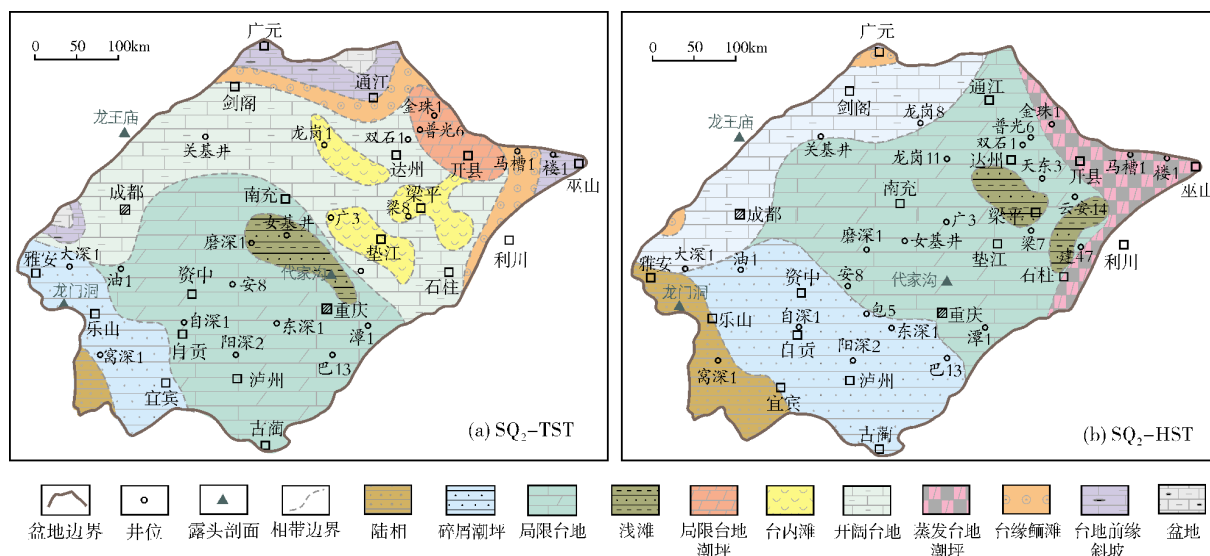 广元
0 50 100km
通江
剑阁
金珠1
龙王庙
龙岗1
双石1
普光6
关基井
达州
开县
马槽1
楼1
巫山
成都
南充
梁平
女基井
广3
梁8
磨深1
垫江
利川
雅安
大深1
油1
资中
安8
代家沟
石柱
龙门洞
乐山
自深1
东深1
重庆
潭1
窝深1
自贡
阳深2
巴13
宜宾
泸州
古蔺
(a) SQ₂-TST
广元
0 50 100km
通江
剑阁
龙岗8
金珠1
龙王庙
普光6
双石1
关基井
龙岗11
达州
天东3
开县
马槽1
楼1
巫山
南充
成都
梁平
云安14
广3
磨深1
女基井
梁7
建47
利川
雅安
大深1
油1
资中
安8
垫江
代家沟
石柱
龙门洞
乐山
自深1
包5
东深1
重庆
潭1
自贡
阳深2
巴13
窝深1
宜宾
泸州
古蔺
(b) SQ₂-HST
盆地边界
井位
露头剖面
相带边界
陆相
碎屑潮坪
局限台地
浅滩
局限台地
潮坪
台内滩
开阔台地
蒸发台地
潮坪
台缘鲕滩
台地前缘
斜坡
盆地